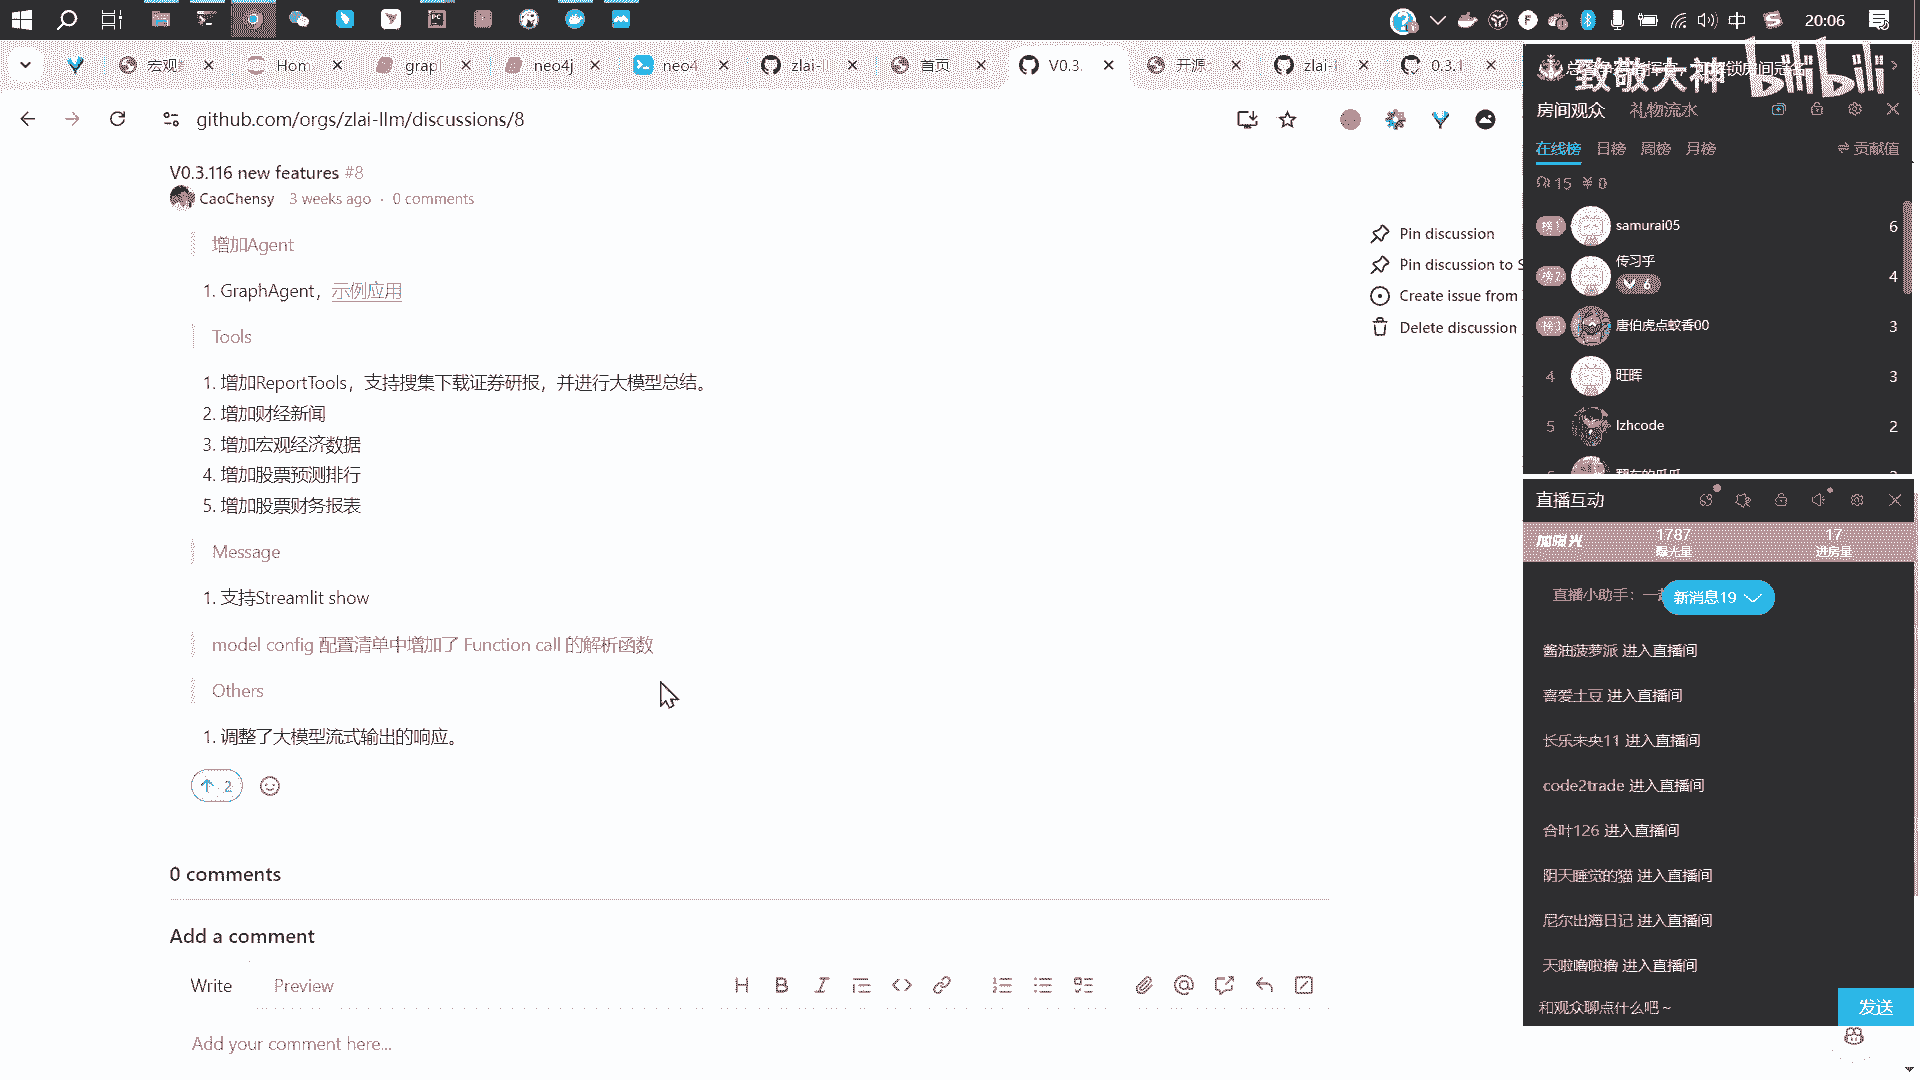 中
20:06
宏观
Hom
grap
neo4j
neo4
zlai-ll
首页
V0.3.
开源
zlai-l
0.3.1
github.com/orgs/zlai-llm/discussions/8
V0.3.116 new features #8
CaoChensy 3 weeks ago · 0 comments
增加Agent
1. GraphAgent，示例应用
Tools
1. 增加ReportTools，支持搜集下载证券研报，并进行大模型总结。
2. 增加财经新闻
3. 增加宏观经济数据
4. 增加股票预测排行
5. 增加股票财务报表
Message
1. 支持Streamlit show
model config 配置清单中增加了 Function call 的解析函数
Others
1. 调整了大模型流式输出的响应。
2
0 comments
Add a comment
Write Preview
Add your comment here...
Pin discussion
Pin discussion to S
Create issue from
Delete discussion
致敬大神 bilibili
房间观众 礼物流水
在线榜 日榜 周榜 月榜 贡献值
15 ¥ 0
榜1 samurai05 6
榜2 传习乎 4
6
榜3 唐伯虎点蚊香00 3
4 旺晖 3
5 lzhcode 2
直播互动
加曝光 1787 17
曝光量 进房量
直播小助手：一起
新消息19
酱油菠萝派 进入直播间
喜爱土豆 进入直播间
长乐未央11 进入直播间
code2trade 进入直播间
合叶126 进入直播间
阴天睡觉的猫 进入直播间
尼尔出海日记 进入直播间
天啦噜啦撸 进入直播间
和观众聊点什么吧～
发送